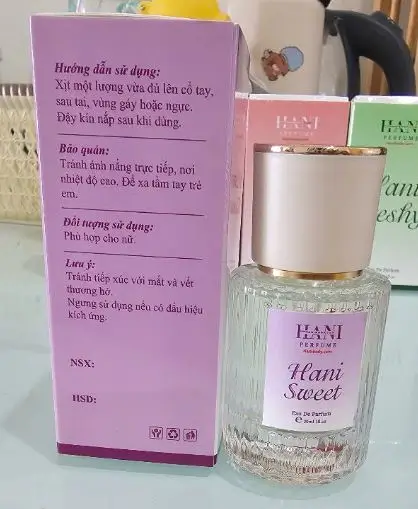 Hướng dẫn sử dụng:
Xịt một lượng vừa đủ lên cổ tay,
sau tai, vùng gáy hoặc ngực.
Đậy kín nắp sau khi dùng.
Bảo quản:
Tránh ánh nắng trực tiếp, nơi
nhiệt độ cao. Để xa tầm tay trẻ
em.
Đối tượng sử dụng:
Phù hợp cho nữ.
Lưu ý:
Tránh tiếp xúc với mắt và vết
thương hở.
Ngưng sử dụng nếu có dấu hiệu
kích ứng.
NSX:
HSD:
HANI
PERFUME
Hani
Sweet
Eau De Parfum
HANI
PERFUME
HANI
PERFUME